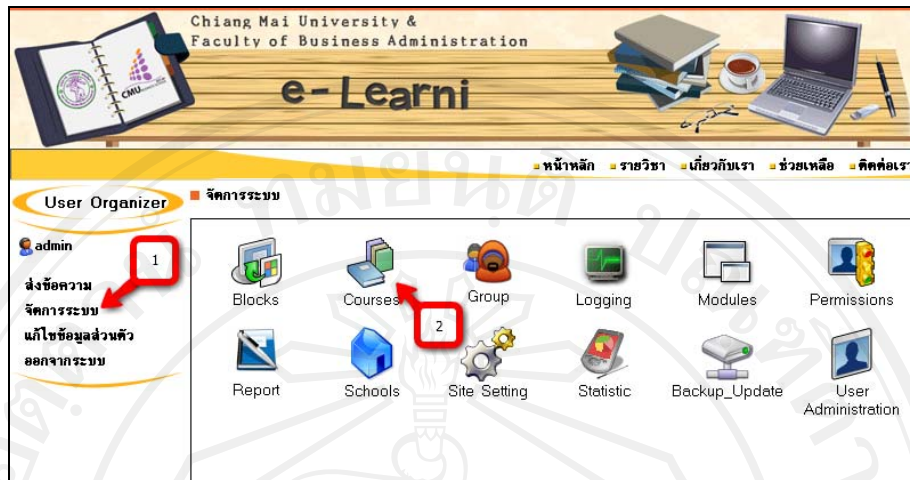 Chiang Mai University &
Faculty of Business Administration
e-Learni
CMU
หน้าหลัก รายวิชา เกี่ยวกับเรา ช่วยเหลือ ติดต่อเรา
User Organizer
จัดการระบบ
admin
1
ส่งข้อความ
จัดการระบบ
แก้ไขข้อมูลส่วนตัว
ออกจากระบบ
Blocks Courses Group Logging Modules Permissions
2
Report Schools Site Setting Statistic Backup_Update User
Administration